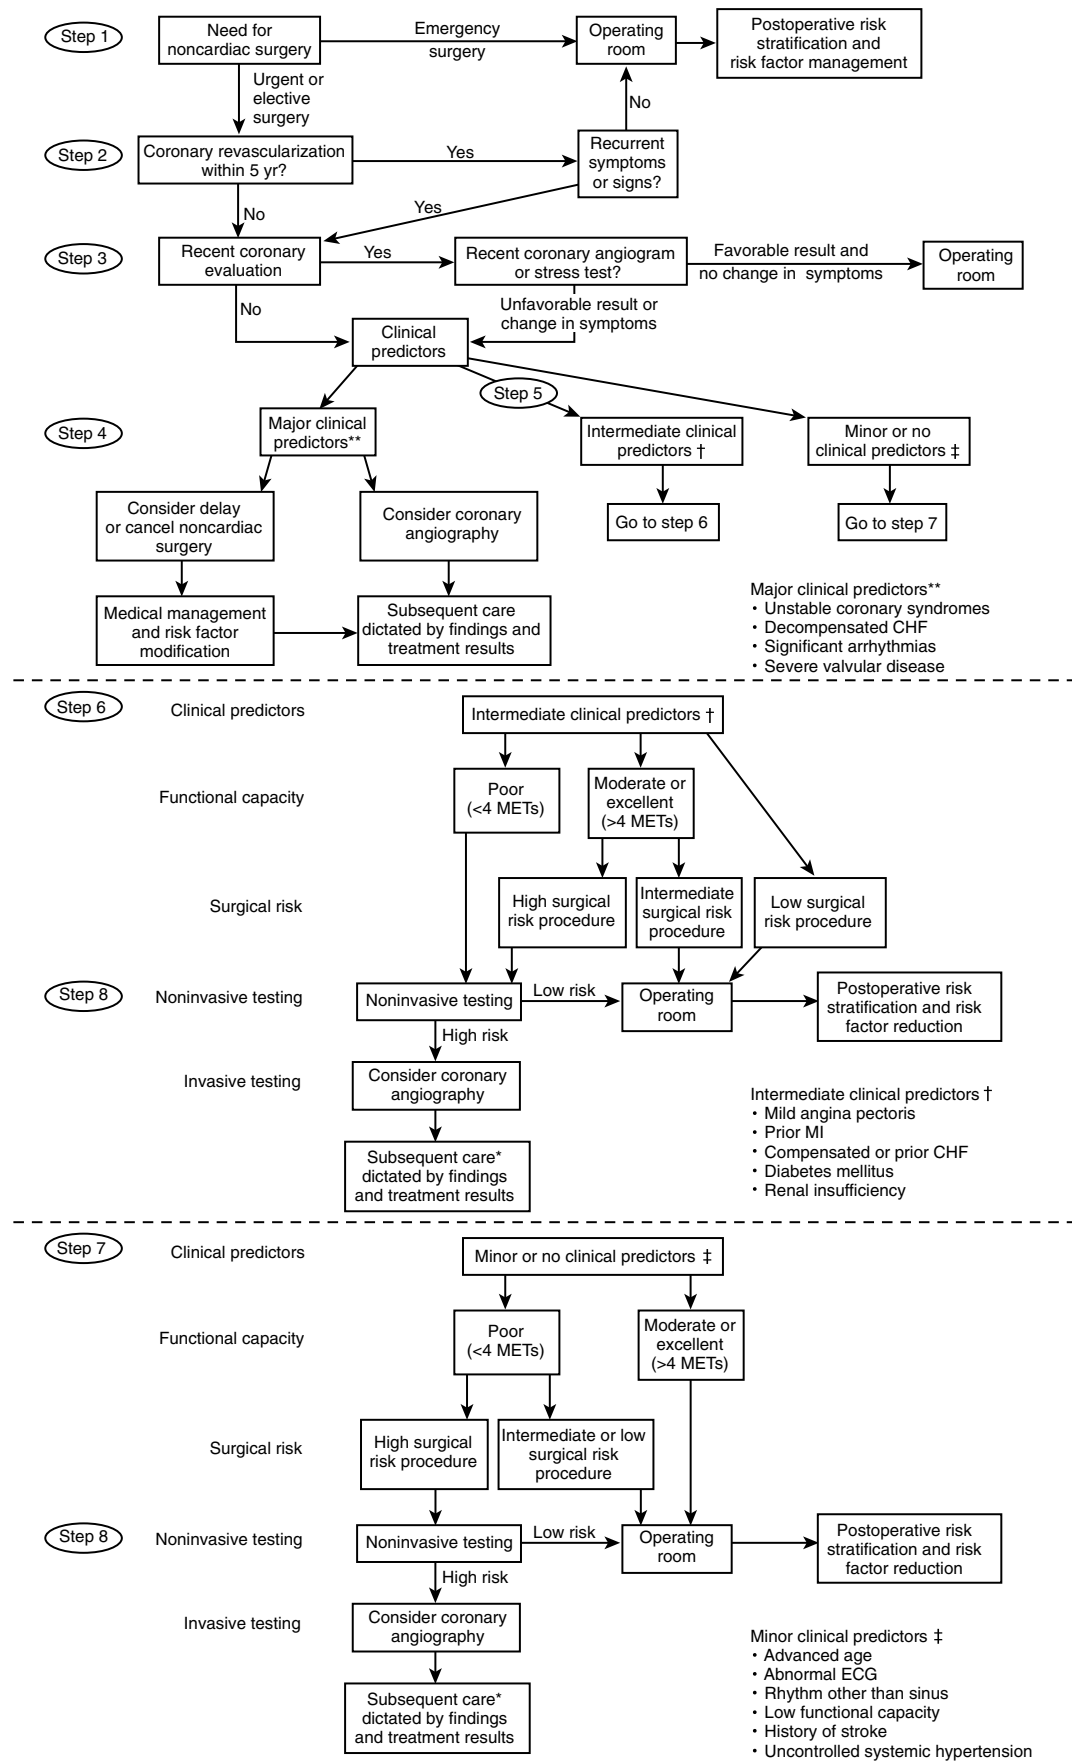 Step 1
Need for
noncardiac surgery
Emergency
surgery
Operating
room
Postoperative risk
stratification and
risk factor management
Urgent or
elective
surgery
No
Step 2
Coronary revascularization
within 5 yr?
Yes
Recurrent
symptoms
or signs?
No
Yes
Step 3
Recent coronary
evaluation
Yes
Recent coronary angiogram
or stress test?
Favorable result and
no change in symptoms
Operating
room
No
Unfavorable result or
change in symptoms
Clinical
predictors
Step 5
Step 4
Major clinical
predictors**
Intermediate clinical
predictors †
Minor or no
clinical predictors ‡
Consider delay
or cancel noncardiac
surgery
Consider coronary
angiography
Go to step 6
Go to step 7
Medical management
and risk factor
modification
Subsequent care
dictated by findings and
treatment results
Major clinical predictors**
• Unstable coronary syndromes
• Decompensated CHF
• Significant arrhythmias
• Severe valvular disease
Step 6
Clinical predictors
Intermediate clinical predictors †
Functional capacity
Poor
(<4 METs)
Moderate or
excellent
(>4 METs)
Surgical risk
High surgical
risk procedure
Intermediate
surgical risk
procedure
Low surgical
risk procedure
Step 8
Noninvasive testing
Noninvasive testing
Low risk
Operating
room
Postoperative risk
stratification and risk
factor reduction
High risk
Invasive testing
Consider coronary
angiography
Subsequent care*
dictated by findings
and treatment results
Intermediate clinical predictors †
• Mild angina pectoris
• Prior MI
• Compensated or prior CHF
• Diabetes mellitus
• Renal insufficiency
Step 7
Clinical predictors
Minor or no clinical predictors ‡
Functional capacity
Poor
(<4 METs)
Moderate or
excellent
(>4 METs)
Surgical risk
High surgical
risk procedure
Intermediate or low
surgical risk
procedure
Step 8
Noninvasive testing
Noninvasive testing
Low risk
Operating
room
Postoperative risk
stratification and risk
factor reduction
High risk
Invasive testing
Consider coronary
angiography
Subsequent care*
dictated by findings
and treatment results
Minor clinical predictors ‡
• Advanced age
• Abnormal ECG
• Rhythm other than sinus
• Low functional capacity
• History of stroke
• Uncontrolled systemic hypertension